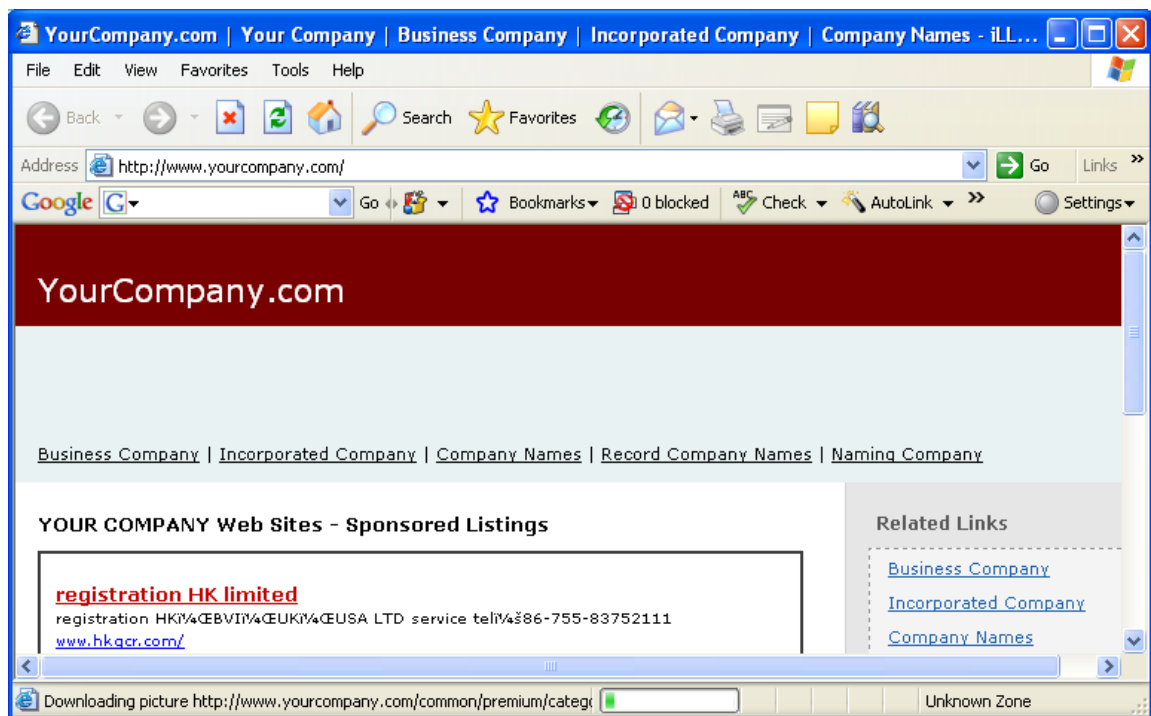 YourCompany.com | Your Company | Business Company | Incorporated Company | Company Names - iLL...
File Edit View Favorites Tools Help
Back Search Favorites
Address http://www.yourcompany.com/ Go Links »
Google G Go Bookmarks 0 blocked ABC Check AutoLink » Settings
YourCompany.com
Business Company | Incorporated Company | Company Names | Record Company Names | Naming Company
YOUR COMPANY Web Sites - Sponsored Listings
registration HK limited
registration HKï¼ŒBVIï¼ŒUKï¼ŒUSA LTD service telï¼š86-755-83752111
www.hkgcr.com/
Related Links
Business Company
Incorporated Company
Company Names
Downloading picture http://www.yourcompany.com/common/premium/catego Unknown Zone